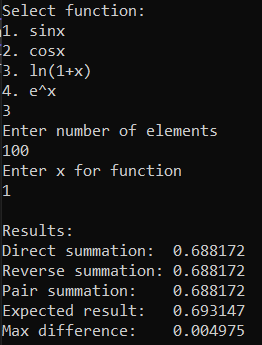 Select function:
1. sinx
2. cosx
3. ln(1+x)
4. e^x
3
Enter number of elements
100
Enter x for function
1

Results:
Direct summation:  0.688172
Reverse summation: 0.688172
Pair summation:    0.688172
Expected result:   0.693147
Max difference:    0.004975